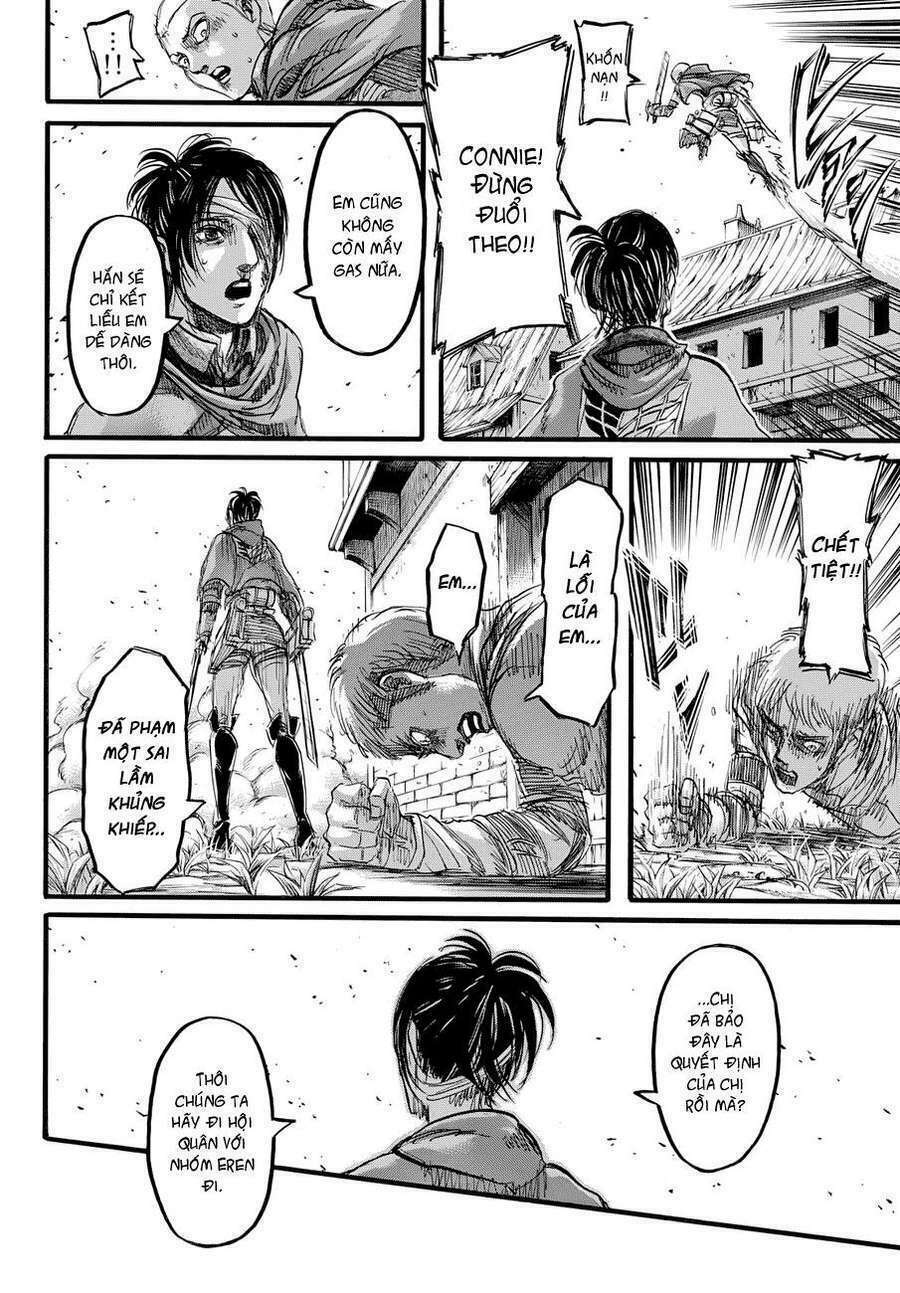 KHỐN
NẠN
!!
CONNIE!
ĐỪNG
ĐUỔI
THEO!!
...!!
EM CŨNG
KHÔNG
CÒN MẤY
GAS NỮA.
HẮN SẼ
CHỈ KẾT
LIỄU EM
DỄ DÀNG
THÔI.
CHẾT
TIỆT!!
LÀ
LỖI
CỦA
EM...
EM...
ĐÃ PHẠM
MỘT SAI
LẦM
KHỦNG
KHIẾP...
...CHỊ
ĐÃ BẢO
ĐÂY LÀ
QUYẾT ĐỊNH
CỦA CHỊ
RỒI MÀ?
THÔI
CHÚNG TA
HÃY ĐI HỘI
QUÂN VỚI
NHÓM EREN
ĐI.